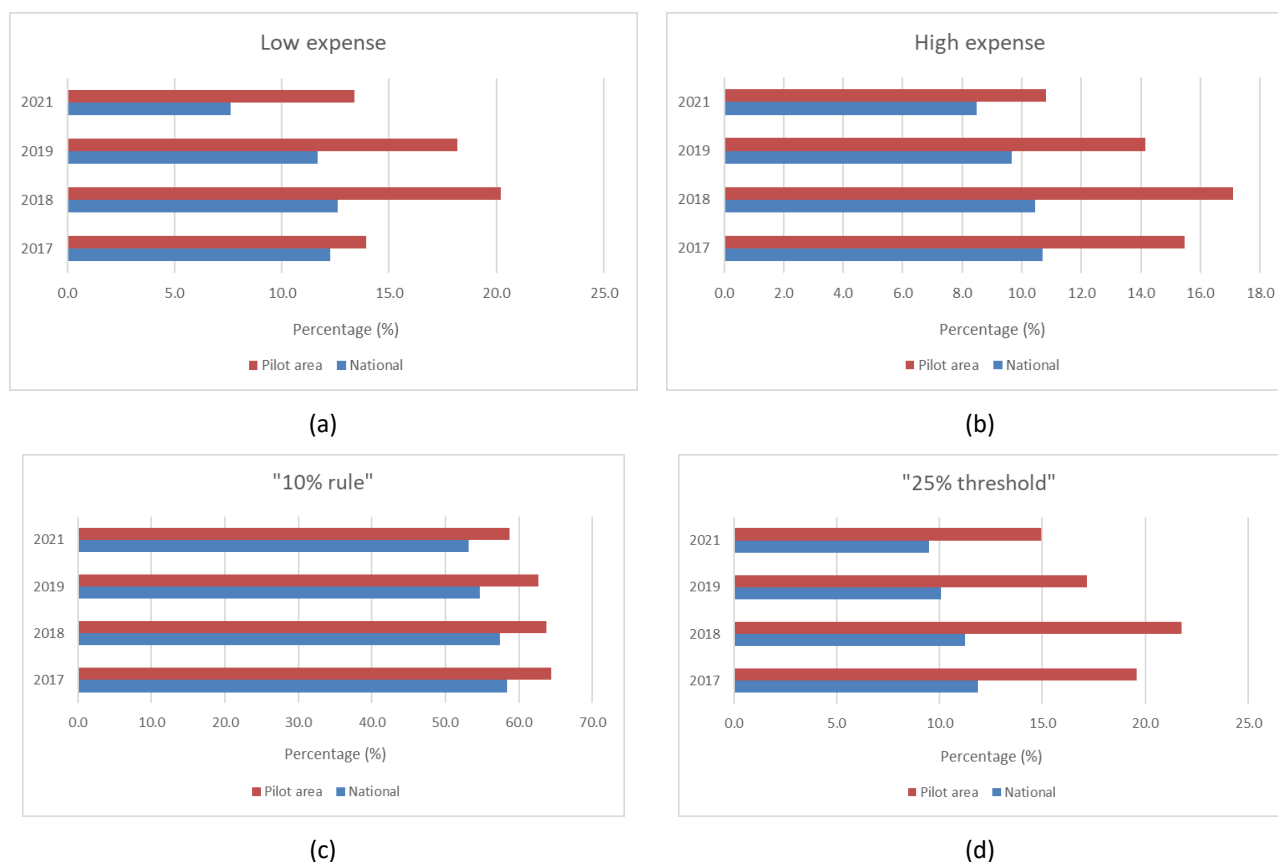 Low expense
2021
2019
2018
2017
0.0 5.0 10.0 15.0 20.0 25.0
Percentage (%)
Pilot area National
(a)
High expense
2021
2019
2018
2017
0.0 2.0 4.0 6.0 8.0 10.0 12.0 14.0 16.0 18.0
Percentage (%)
Pilot area National
(b)
"10% rule"
2021
2019
2018
2017
0.0 10.0 20.0 30.0 40.0 50.0 60.0 70.0
Percentage (%)
Pilot area National
(c)
"25% threshold"
2021
2019
2018
2017
0.0 5.0 10.0 15.0 20.0 25.0
Percentage (%)
Pilot area National
(d)